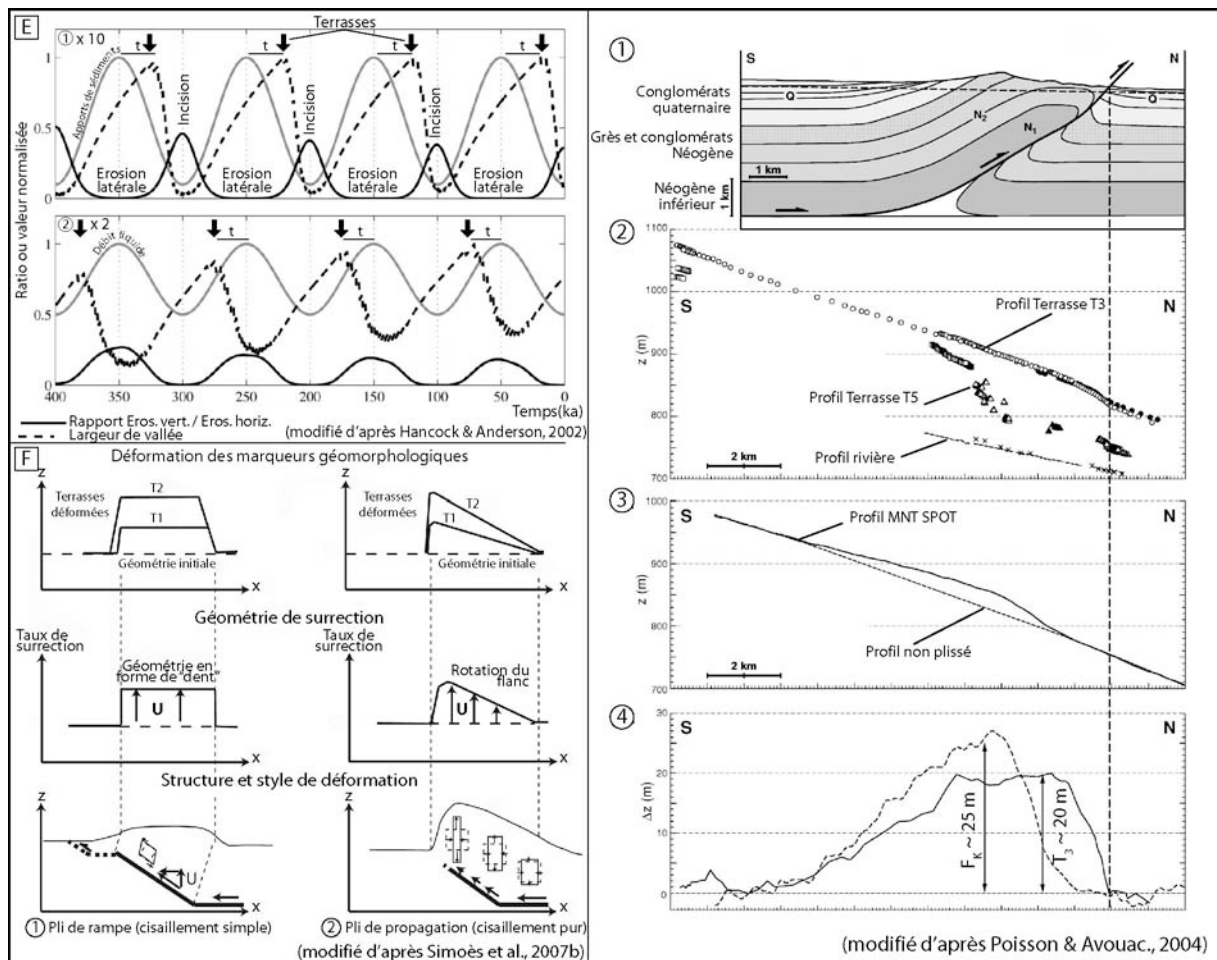 E
Terrasses
① x 10
t
t
t
t
Apports de sédiments
Incision
Incision
Incision
Erosion latérale
Erosion latérale
Erosion latérale
Erosion latérale
1
0.5
0
Ratio ou valeur normalisée
② x 2
t
t
t
t
Débit liquide
1
0.5
0
400 350 300 250 200 150 100 50 0
Temps(ka)
Rapport Eros. vert. / Eros. horiz.
Largeur de vallée
(modifié d'après Hancock & Anderson, 2002)
F
Déformation des marqueurs géomorphologiques
z
Terrasses déformées
T2
T1
Géométrie initiale
x
z
Terrasses déformées
T2
T1
Géométrie initiale
x
Géométrie de surrection
Taux de surrection
Géométrie en forme de "dent"
U
x
Taux de surrection
Rotation du flanc
U
x
Structure et style de déformation
z
U
x
z
x
① Pli de rampe (cisaillement simple)
② Pli de propagation (cisaillement pur)
(modifié d'après Simoès et al., 2007b)
①
S
N
Conglomérats quaternaire
Q
Q
N2
N1
Grès et conglomérats Néogène
1 km
Néogène inférieur
1 km
②
1100
1000
900
800
700
z (m)
S
N
Profil Terrasse T3
Profil Terrasse T5
Profil rivière
2 km
③
1000
900
800
700
z (m)
S
N
Profil MNT SPOT
Profil non plissé
2 km
④
30
20
10
0
Δz (m)
S
N
FK ~ 25 m
T3 ~ 20 m
(modifié d'après Poisson & Avouac., 2004)